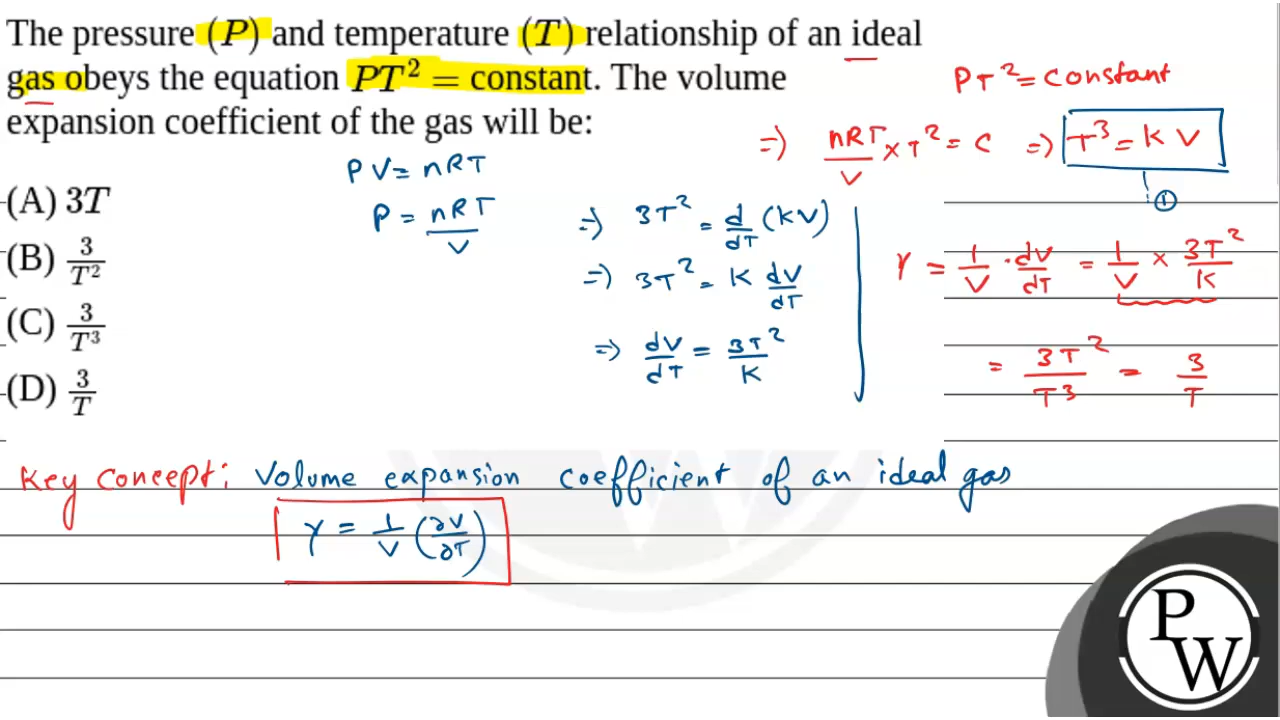 The pressure (P) and temperature (T) relationship of an ideal
gas obeys the equation PT² = constant. The volume
expansion coefficient of the gas will be:
(A) 3T
(B) 3/T²
(C) 3/T³
(D) 3/T
PV = nRT
P = nRT/V
PT² = constant
=) nRT/V × T² = C =) T³ = K V
①
=) 3T² = d/dT (KV)
=) 3T² = K dV/dT
=) dV/dT = 3T²/K
γ = 1/V · dV/dT = 1/V × 3T²/K
= 3T²/T³ = 3/T
Key concept: Volume expansion coefficient of an ideal gas
γ = 1/V (∂V/∂T)
P
W